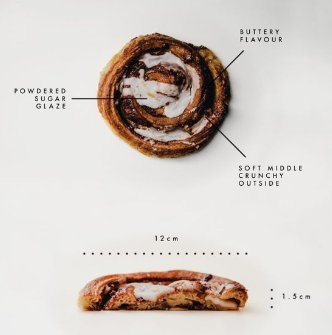 BUTTERY
FLAVOUR
POWDERED
SUGAR
GLAZE
SOFT MIDDLE
CRUNCHY
OUTSIDE
12cm
1.5cm